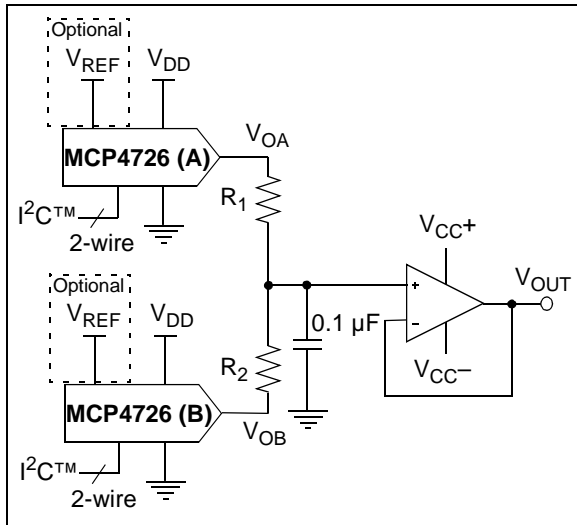 Optional
VREF
VDD
VOA
MCP4726 (A)
R1
I²C™
2-wire
VCC+
Optional
VREF
VDD
0.1 µF
+
–
VOUT
R2
VCC–
MCP4726 (B)
VOB
I²C™
2-wire